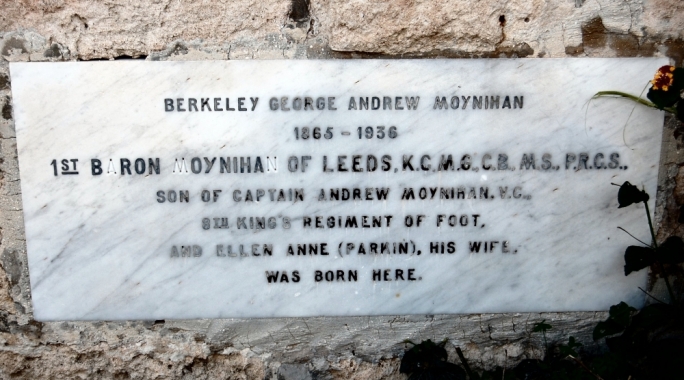 BERKELEY GEORGE ANDREW MOYNIHAN
1865 - 1936
1ST BARON MOYNIHAN OF LEEDS, K.C.M.G., C.B., M.S., P.R.C.S.,
SON OF CAPTAIN ANDREW MOYNIHAN, V.C.,
8TH KING'S REGIMENT OF FOOT,
AND ELLEN ANNE (PARKIN), HIS WIFE,
WAS BORN HERE.